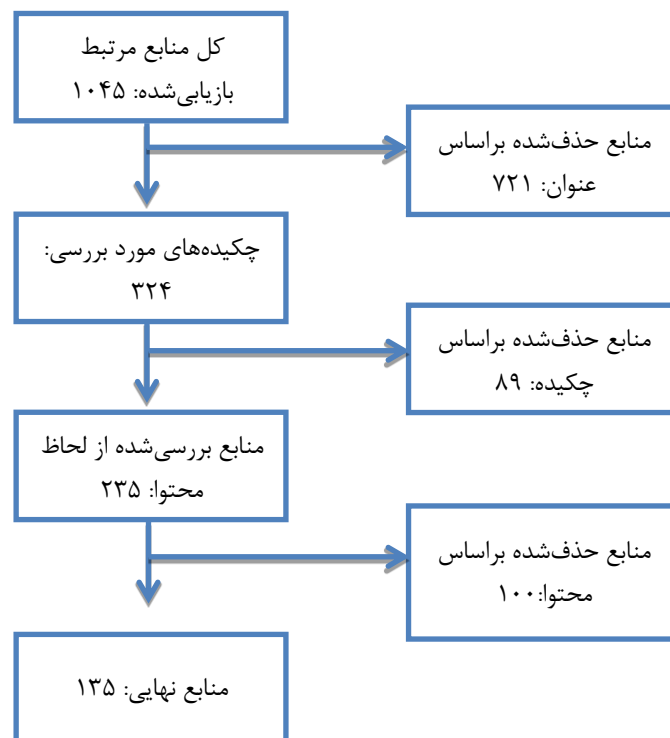 کل منابع مرتبط
بازیابی‌شده: ۱۰۴۵
منابع حذف‌شده براساس
عنوان: ۷۲۱
چکیده‌های مورد بررسی:
۳۲۴
منابع حذف‌شده براساس
چکیده: ۸۹
منابع بررسی‌شده از لحاظ
محتوا: ۲۳۵
منابع حذف‌شده براساس
محتوا:۱۰۰
منابع نهایی: ۱۳۵